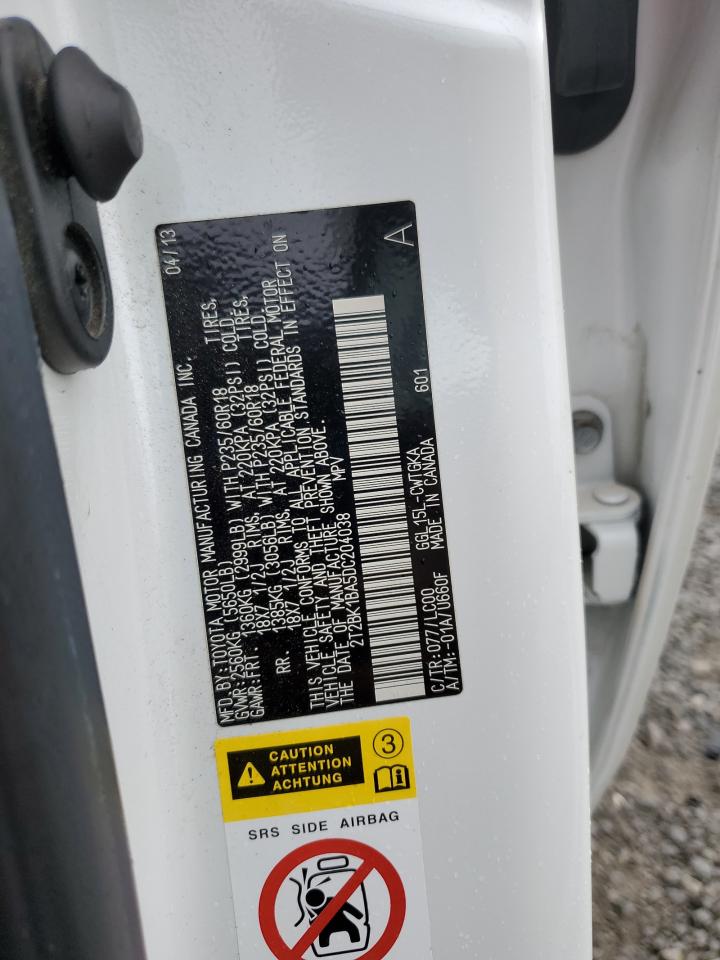 MFD.BY:TOYOTA MOTOR MANUFACTURING CANADA INC. 04/13
GVWR:2560KG (5650LB)
GAWR:FRT 1360KG (2999LB) WITH P235/60R18 TIRES,
18X7 1/2J RIMS, AT 220KPA (32PSI) COLD.
RR. 1385KG (3056LB) WITH P235/60R18 TIRES,
18X7 1/2J RIMS, AT 220KPA (32PSI) COLD.
THIS VEHICLE CONFORMS TO ALL APPLICABLE FEDERAL MOTOR
VEHICLE SAFETY AND THEFT PREVENTION STANDARDS IN EFFECT ON
THE DATE OF MANUFACTURE SHOWN ABOVE.
2T2BK1BA5DC204038 MPV
A
C/TR:077/LC00 GGL15L-CWTGKA 601
A/TM:-01A/U660F MADE IN CANADA
CAUTION
ATTENTION
ACHTUNG
3
SRS SIDE AIRBAG